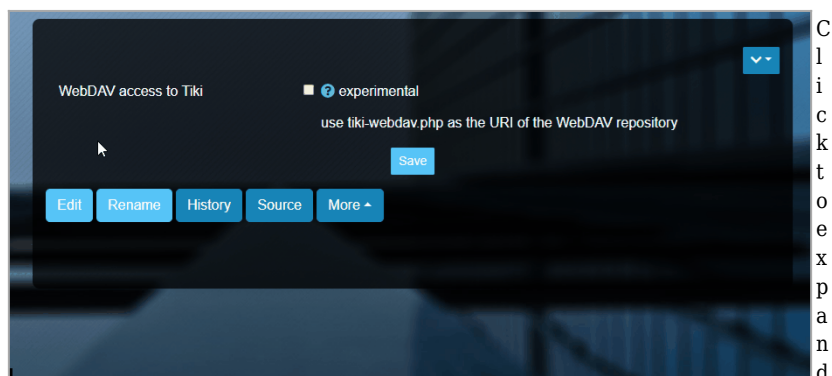 WebDAV access to Tiki
experimental
use tiki-webdav.php as the URI of the WebDAV repository
Save
Edit Rename History Source More
C
l
i
c
k
t
o
e
x
p
a
n
d